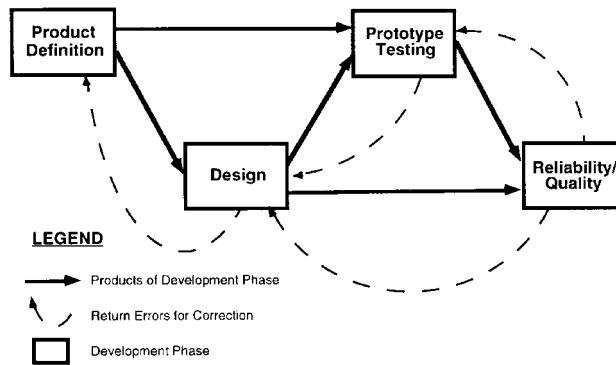 Product
Definition
Prototype
Testing
Design
Reliability/
Quality
LEGEND
Products of Development Phase
Return Errors for Correction
Development Phase